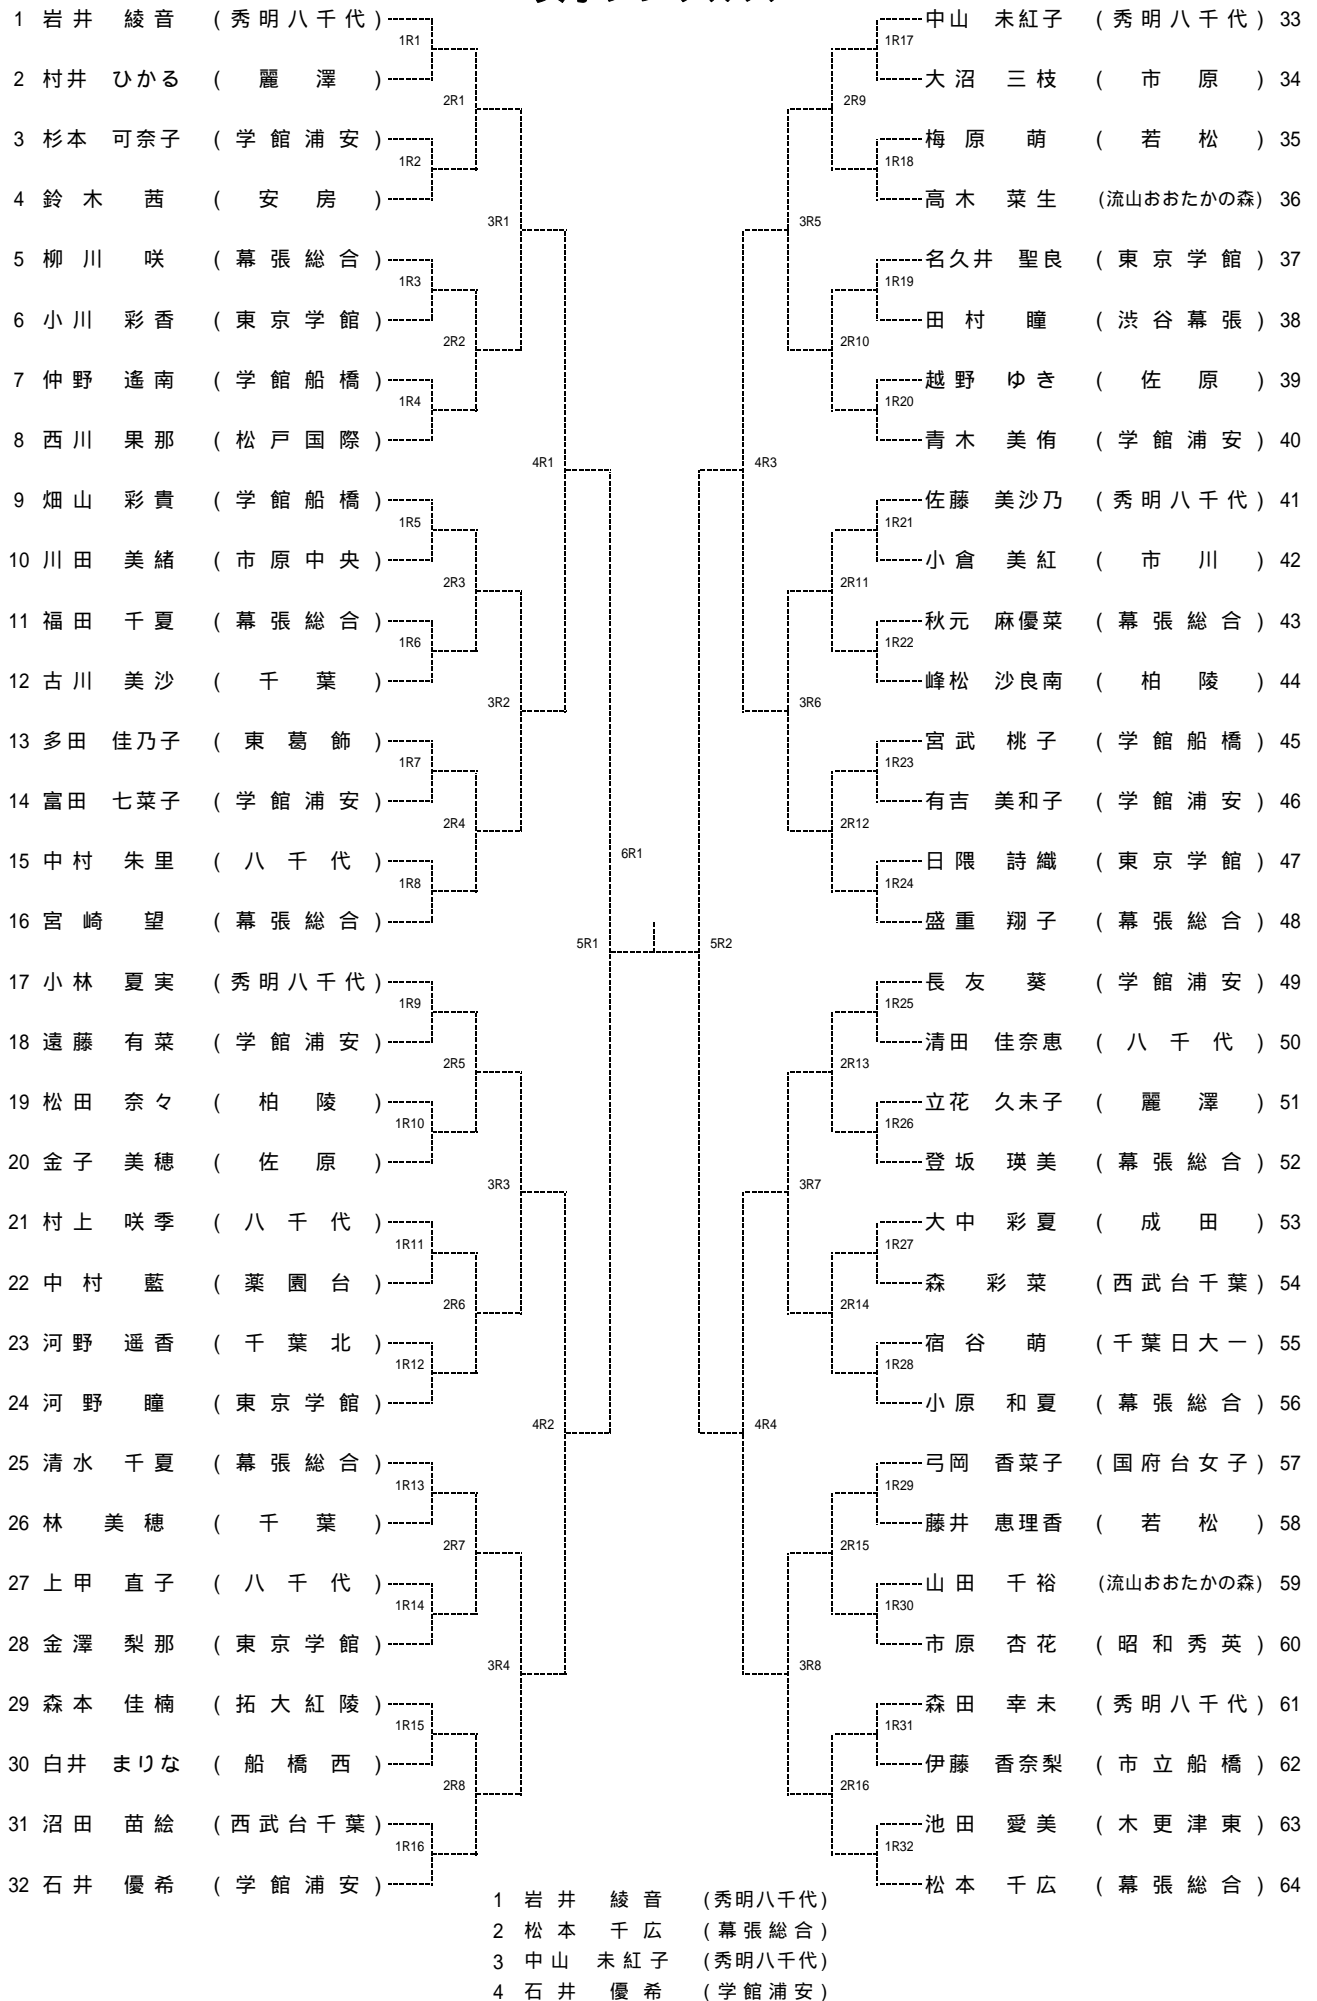 1 岩井 綾音 (秀明八千代)
1R1
2 村井 ひかる (麗澤)
2R1
3 杉本 可奈子 (学館浦安)
1R2
4 鈴木 茜 (安房)
3R1
5 柳川 咲 (幕張総合)
1R3
6 小川 彩香 (東京学館)
2R2
7 仲野 遙南 (学館船橋)
1R4
8 西川 果那 (松戸国際)
4R1
9 畑山 彩貴 (学館船橋)
1R5
10 川田 美緒 (市原中央)
2R3
11 福田 千夏 (幕張総合)
1R6
12 古川 美沙 (千葉)
3R2
13 多田 佳乃子 (東葛飾)
1R7
14 富田 七菜子 (学館浦安)
2R4
15 中村 朱里 (八千代)
1R8
16 宮崎 望 (幕張総合)
5R1
17 小林 夏実 (秀明八千代)
1R9
18 遠藤 有菜 (学館浦安)
2R5
19 松田 奈々 (柏陵)
1R10
20 金子 美穂 (佐原)
3R3
21 村上 咲季 (八千代)
1R11
22 中村 藍 (薬園台)
2R6
23 河野 遥香 (千葉北)
1R12
24 河野 瞳 (東京学館)
4R2
25 清水 千夏 (幕張総合)
1R13
26 林 美穂 (千葉)
2R7
27 上甲 直子 (八千代)
1R14
28 金澤 梨那 (東京学館)
3R4
29 森本 佳楠 (拓大紅陵)
1R15
30 白井 まりな (船橋西)
2R8
31 沼田 苗絵 (西武台千葉)
1R16
32 石井 優希 (学館浦安)
6R1
中山 未紅子 (秀明八千代) 33
1R17
大沼 三枝 (市原) 34
2R9
梅原 萌 (若松) 35
1R18
高木 菜生 (流山おおたかの森) 36
3R5
名久井 聖良 (東京学館) 37
1R19
田村 瞳 (渋谷幕張) 38
2R10
越野 ゆき (佐原) 39
1R20
青木 美侑 (学館浦安) 40
4R3
佐藤 美沙乃 (秀明八千代) 41
1R21
小倉 美紅 (市川) 42
2R11
秋元 麻優菜 (幕張総合) 43
1R22
峰松 沙良南 (柏陵) 44
3R6
宮武 桃子 (学館船橋) 45
1R23
有吉 美和子 (学館浦安) 46
2R12
日隈 詩織 (東京学館) 47
1R24
盛重 翔子 (幕張総合) 48
5R2
長友 葵 (学館浦安) 49
1R25
清田 佳奈恵 (八千代) 50
2R13
立花 久未子 (麗澤) 51
1R26
登坂 瑛美 (幕張総合) 52
3R7
大中 彩夏 (成田) 53
1R27
森 彩菜 (西武台千葉) 54
2R14
宿谷 萌 (千葉日大一) 55
1R28
小原 和夏 (幕張総合) 56
4R4
弓岡 香菜子 (国府台女子) 57
1R29
藤井 恵理香 (若松) 58
2R15
山田 千裕 (流山おおたかの森) 59
1R30
市原 杏花 (昭和秀英) 60
3R8
森田 幸未 (秀明八千代) 61
1R31
伊藤 香奈梨 (市立船橋) 62
2R16
池田 愛美 (木更津東) 63
1R32
松本 千広 (幕張総合) 64
1 岩井 綾音 (秀明八千代)
2 松本 千広 (幕張総合)
3 中山 未紅子 (秀明八千代)
4 石井 優希 (学館浦安)